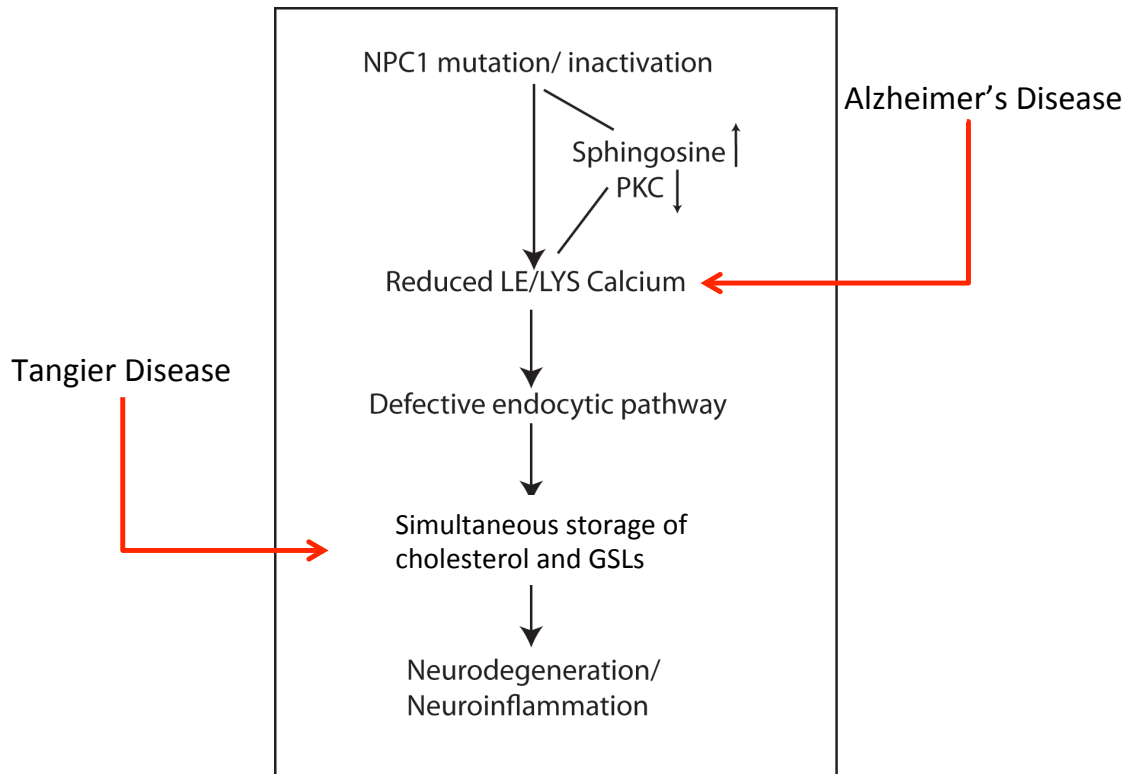 NPC1 mutation/ inactivation
Alzheimer’s Disease
Sphingosine
PKC
Reduced LE/LYS Calcium
Tangier Disease
Defective endocytic pathway
Simultaneous storage of
cholesterol and GSLs
Neurodegeneration/
Neuroinflammation